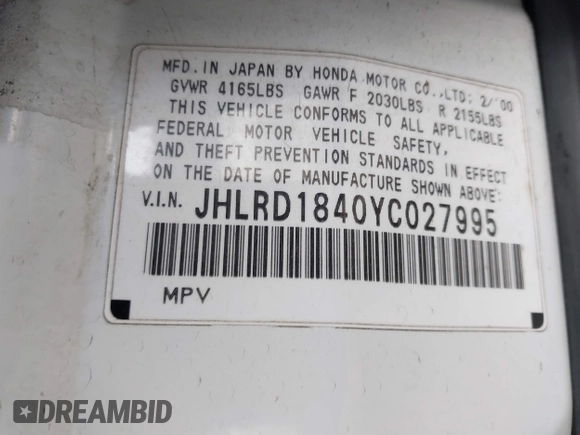 MFD. IN JAPAN BY HONDA MOTOR CO.,LTD; 2/'00
GVWR 4165LBS GAWR F 2030LBS R 2155LBS
THIS VEHICLE CONFORMS TO ALL APPLICABLE
FEDERAL MOTOR VEHICLE SAFETY,
AND THEFT PREVENTION STANDARDS IN EFFECT
ON THE DATE OF MANUFACTURE SHOWN ABOVE:
V.I.N. JHLRD1840YC027995
MPV
DREAMBID